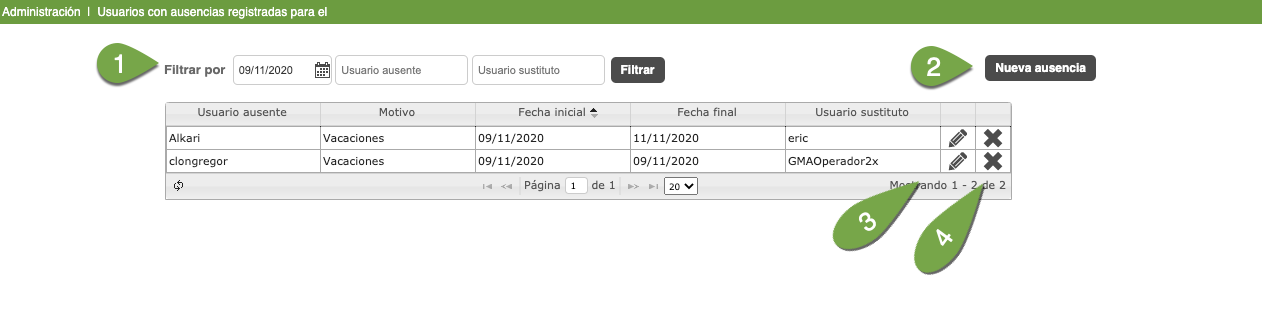 Administración | Usuarios con ausencias registradas para el
1 Filtrar por 09/11/2020 Usuario ausente Usuario sustituto Filtrar 2 Nueva ausencia
Usuario ausente Motivo Fecha inicial Fecha final Usuario sustituto
Alkari Vacaciones 09/11/2020 11/11/2020 eric
clongregor Vacaciones 09/11/2020 09/11/2020 GMAOperador2x
Página 1 de 1 20 Mostrando 1 - 2 de 2
3 4